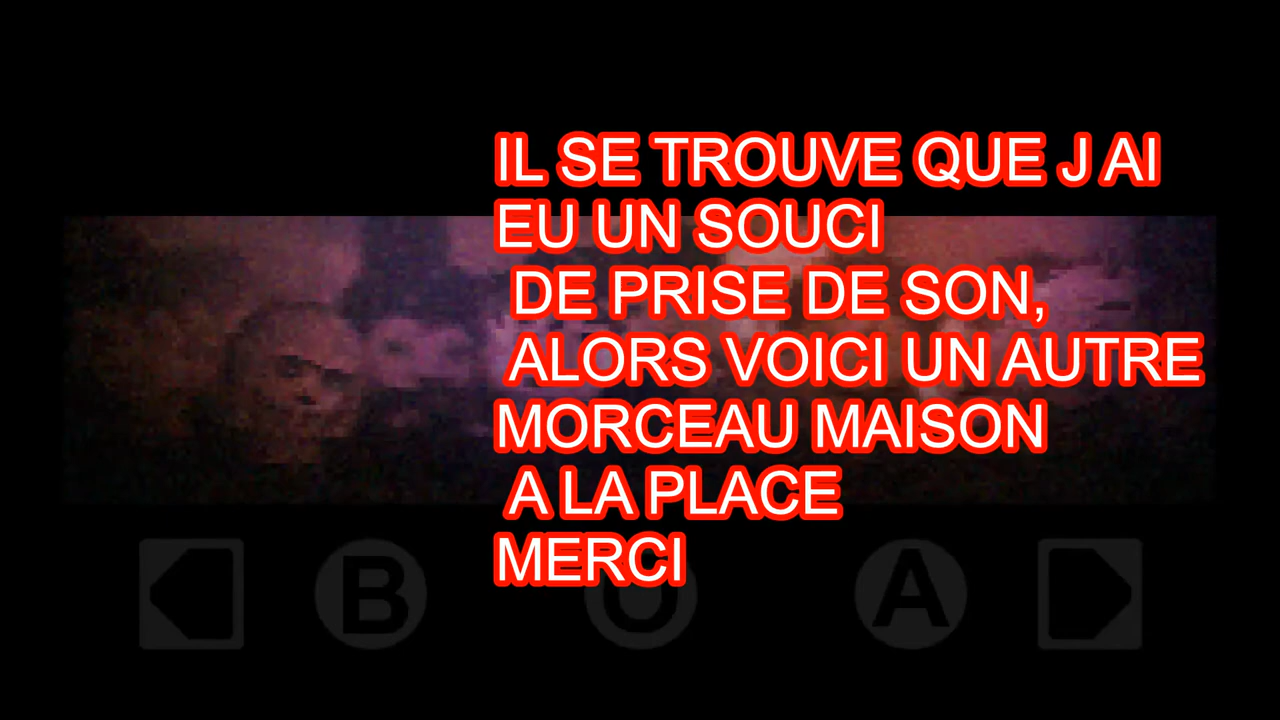 IL SE TROUVE QUE J AI
EU UN SOUCI
DE PRISE DE SON,
ALORS VOICI UN AUTRE
MORCEAU MAISON
A LA PLACE
MERCI
B
A